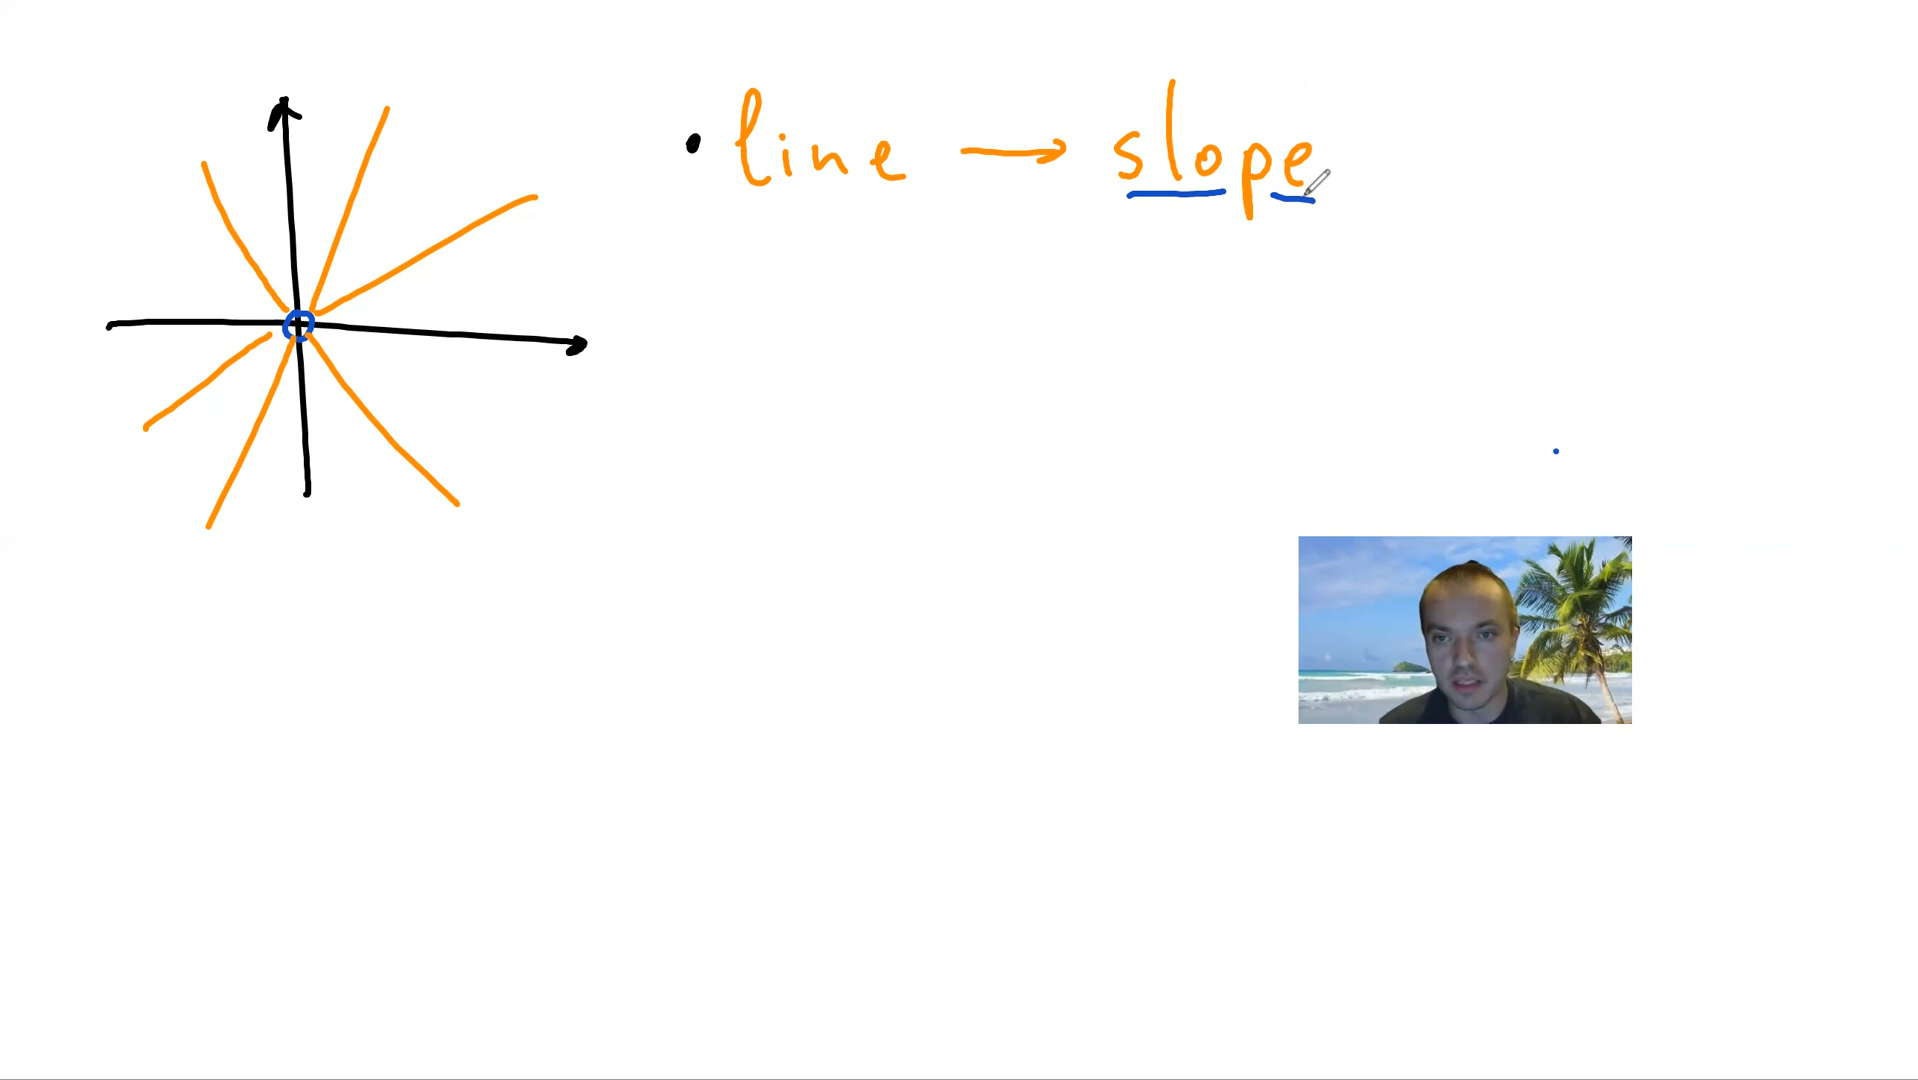 • line → slope